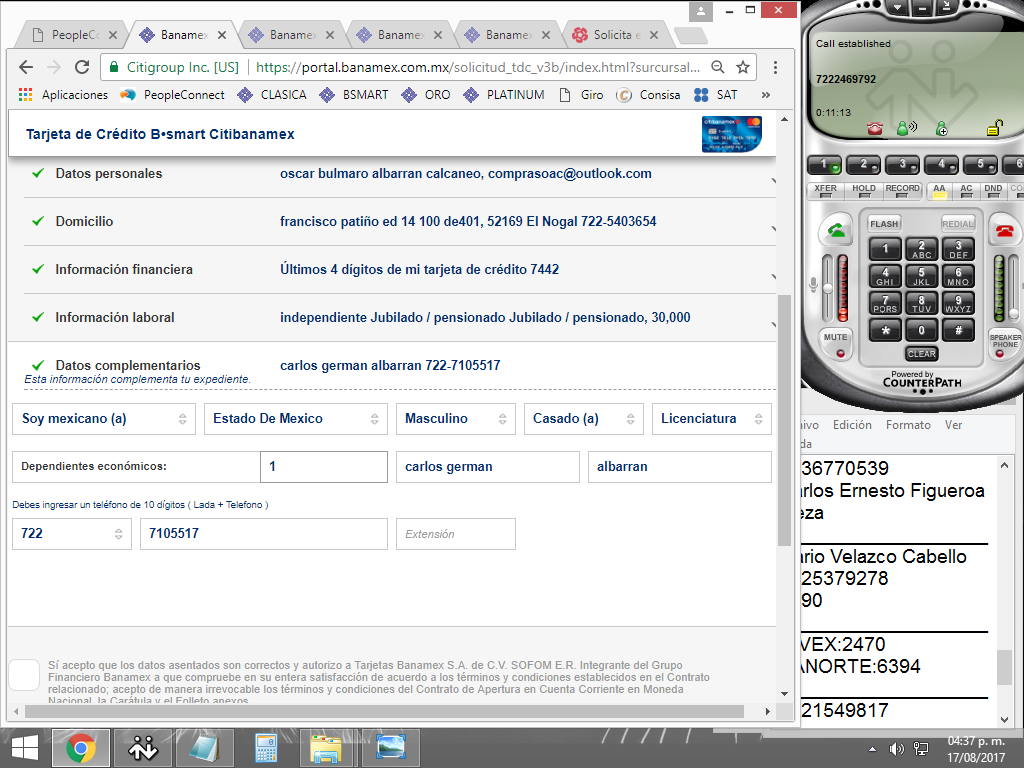 PeopleCo
Banamex
Banamex
Banamex
Banamex
Solicita e
Citigroup Inc. [US]
https://portal.banamex.com.mx/solicitud_tdc_v3b/index.html?surcursal...
Aplicaciones
PeopleConnect
CLASICA
BSMART
ORO
PLATINUM
Giro
Consisa
SAT
»
Tarjeta de Crédito B•smart Citibanamex
Datos personales
oscar bulmaro albarran calcaneo, comprasoac@outlook.com
Domicilio
francisco patiño ed 14 100 de401, 52169 El Nogal 722-5403654
Información financiera
Últimos 4 dígitos de mi tarjeta de crédito 7442
Información laboral
independiente Jubilado / pensionado Jubilado / pensionado, 30,000
Datos complementarios
carlos german albarran 722-7105517
Esta información complementa tu expediente.
Soy mexicano (a)
Estado De Mexico
Masculino
Casado (a)
Licenciatura
Dependientes económicos:
1
carlos german
albarran
Debes ingresar un teléfono de 10 dígitos ( Lada + Telefono )
722
7105517
Extensión
Sí acepto que los datos asentados son correctos y autorizo a Tarjetas Banamex S.A. de C.V. SOFOM E.R. Integrante del Grupo
Financiero Banamex a que compruebe en su entera satisfacción de acuerdo a los términos y condiciones establecidos en el Contrato
relacionado; acepto de manera irrevocable los términos y condiciones del Contrato de Apertura en Cuenta Corriente en Moneda
Nacional, la Carátula y el Folleto anexos.
Call established
7222469792
0:11:13
1
2
3
4
5
6
XFER
HOLD
RECORD
AA
AC
DND
CO
FLASH
REDIAL
1
2 ABC
3 DEF
4 GHI
5 JKL
6 MNO
7 PQRS
8 TUV
9 WXYZ
*
0
#
MUTE
SPEAKER
PHONE
CLEAR
Powered by
COUNTERPATH
ivo
Edición
Formato
Ver
da
36770539
rlos Ernesto Figueroa
eza
rio Velazco Cabello
25379278
90
VEX:2470
ANORTE:6394
21549817
04:37 p. m.
17/08/2017